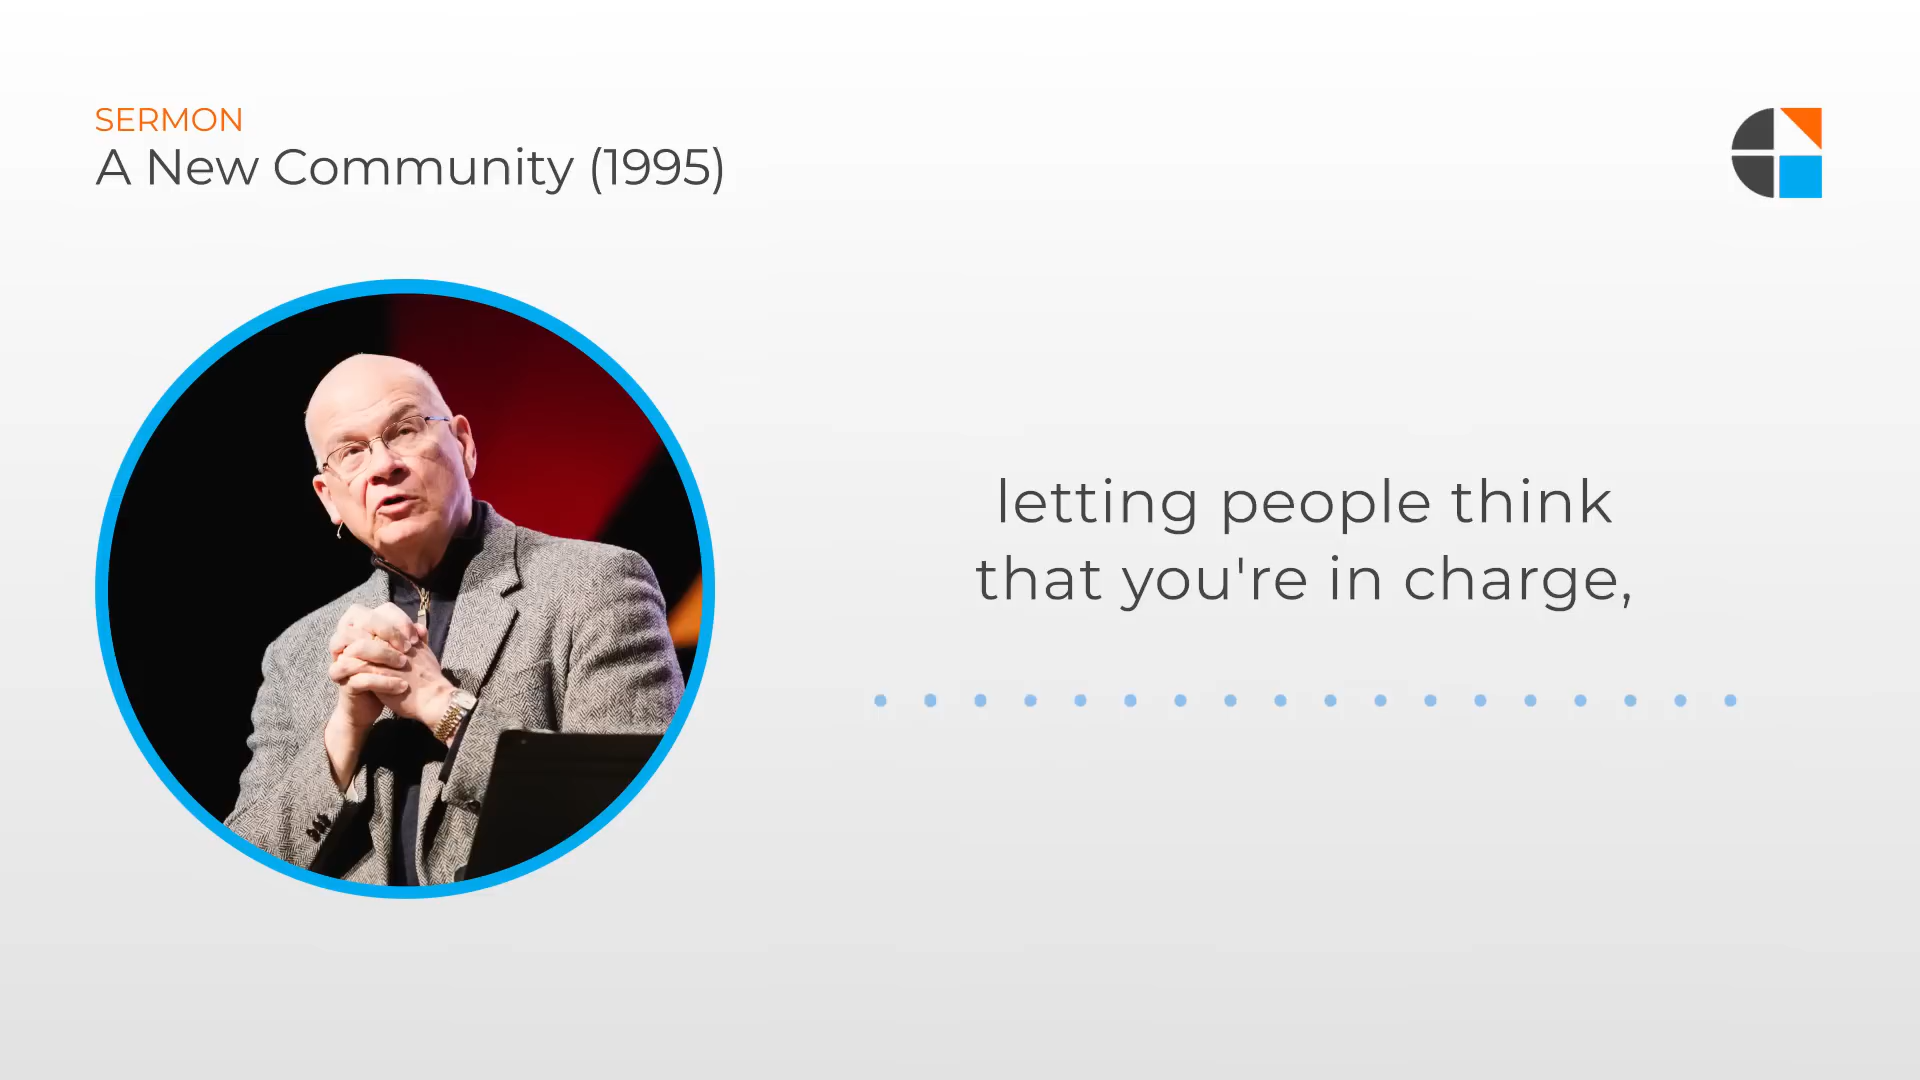 SERMON
A New Community (1995)
letting people think
that you're in charge,